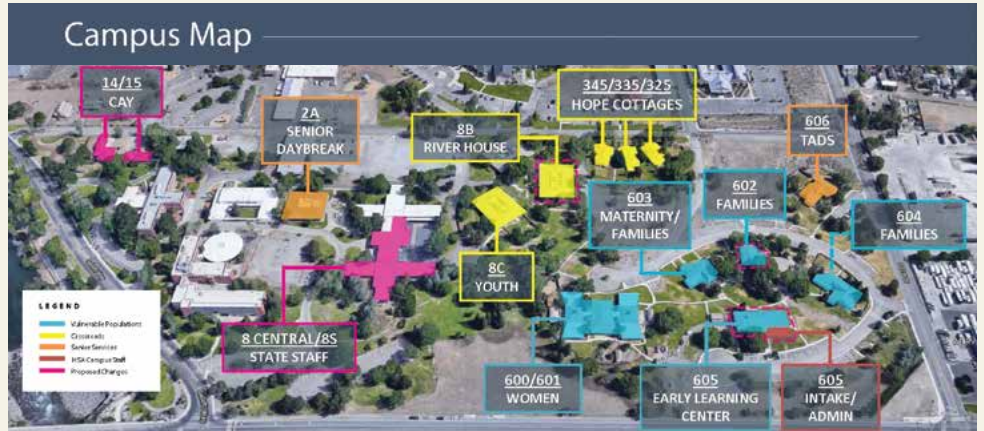 Campus Map
14/15
CAY
2A
SENIOR
DAYBREAK
8B
RIVER HOUSE
345/335/325
HOPE COTTAGES
606
TADS
603
MATERNITY/
FAMILIES
602
FAMILIES
604
FAMILIES
8C
YOUTH
8 CENTRAL/8S
STATE STAFF
600/601
WOMEN
605
EARLY LEARNING
CENTER
605
INTAKE/
ADMIN
LEGEND
Vulnerable Populations
Crossroads
Senior Services
HSA Campus Staff
Proposed Changes